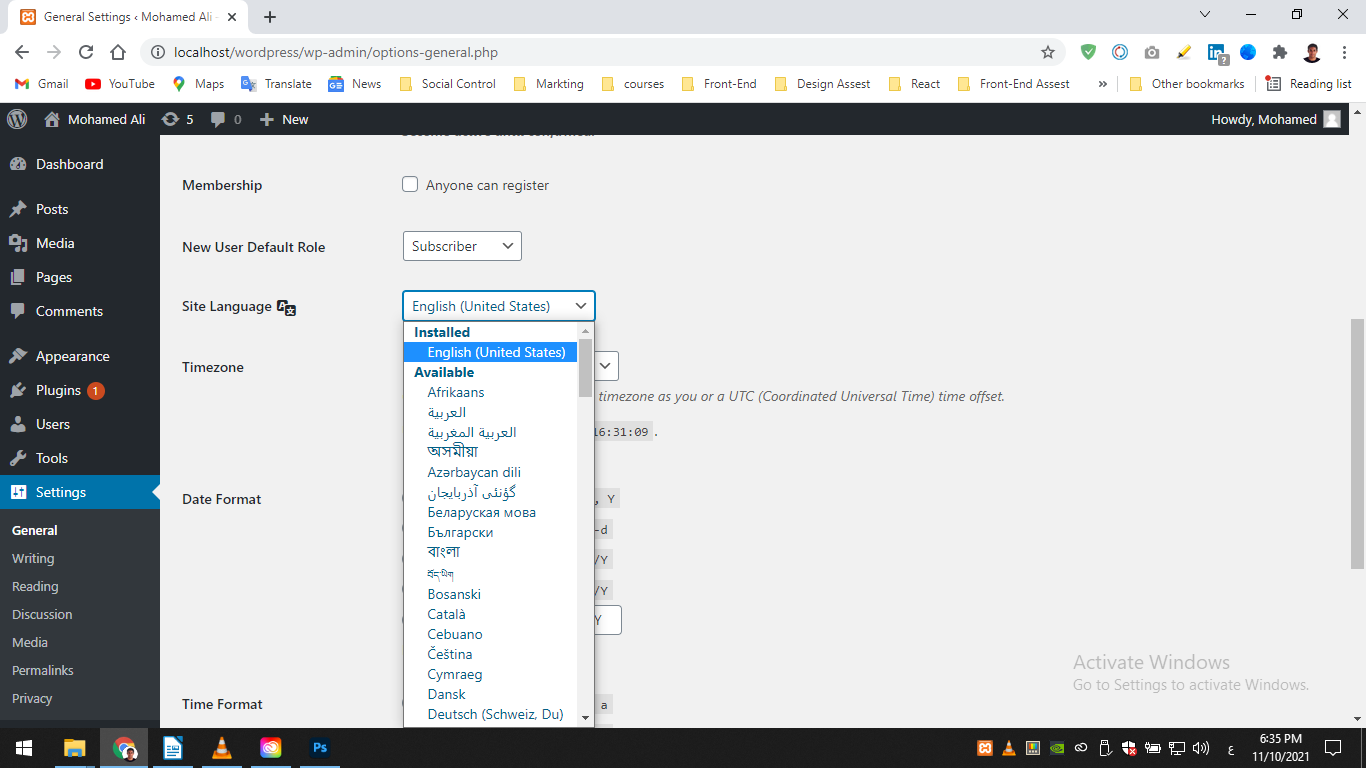 General Settings ‹ Mohamed Ali
localhost/wordpress/wp-admin/options-general.php
Gmail YouTube Maps Translate News Social Control Markting courses Front-End Design Assest React Front-End Assest » Other bookmarks Reading list
Mohamed Ali 5 0 + New Howdy, Mohamed
Dashboard
Posts
Media
Pages
Comments
Appearance
Plugins 1
Users
Tools
Settings
General
Writing
Reading
Discussion
Media
Permalinks
Privacy
Membership
Anyone can register
New User Default Role
Subscriber
Site Language
English (United States)
Installed
English (United States)
Available
Afrikaans
العربية
العربية المغربية
অসমীয়া
Azərbaycan dili
گؤنئی آذربایجان
Беларуская мова
Български
বাংলা
བོད་ཡིག
Bosanski
Català
Cebuano
Čeština
Cymraeg
Dansk
Deutsch (Schweiz, Du)
Timezone
timezone as you or a UTC (Coordinated Universal Time) time offset.
16:31:09 .
Date Format
, Y
-d
/Y
/Y
Y
Time Format
a
Activate Windows
Go to Settings to activate Windows.
Ps
ع
6:35 PM
11/10/2021